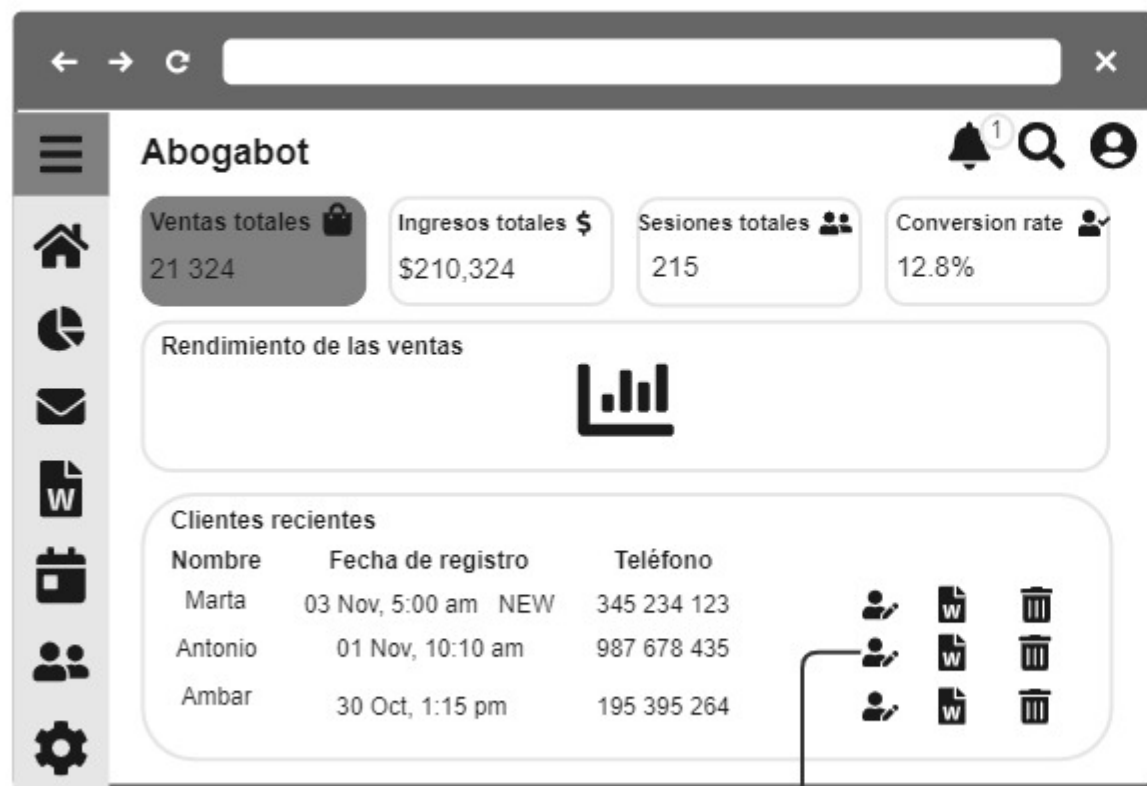 Abogabot
1
Ventas totales
Ingresos totales $
Sesiones totales
Conversion rate
21 324
$210,324
215
12.8%
Rendimiento de las ventas
Clientes recientes
Nombre Fecha de registro Teléfono
Marta 03 Nov, 5:00 am NEW 345 234 123 W
Antonio 01 Nov, 10:10 am 987 678 435 W
Ambar 30 Oct, 1:15 pm 195 395 264 W
W